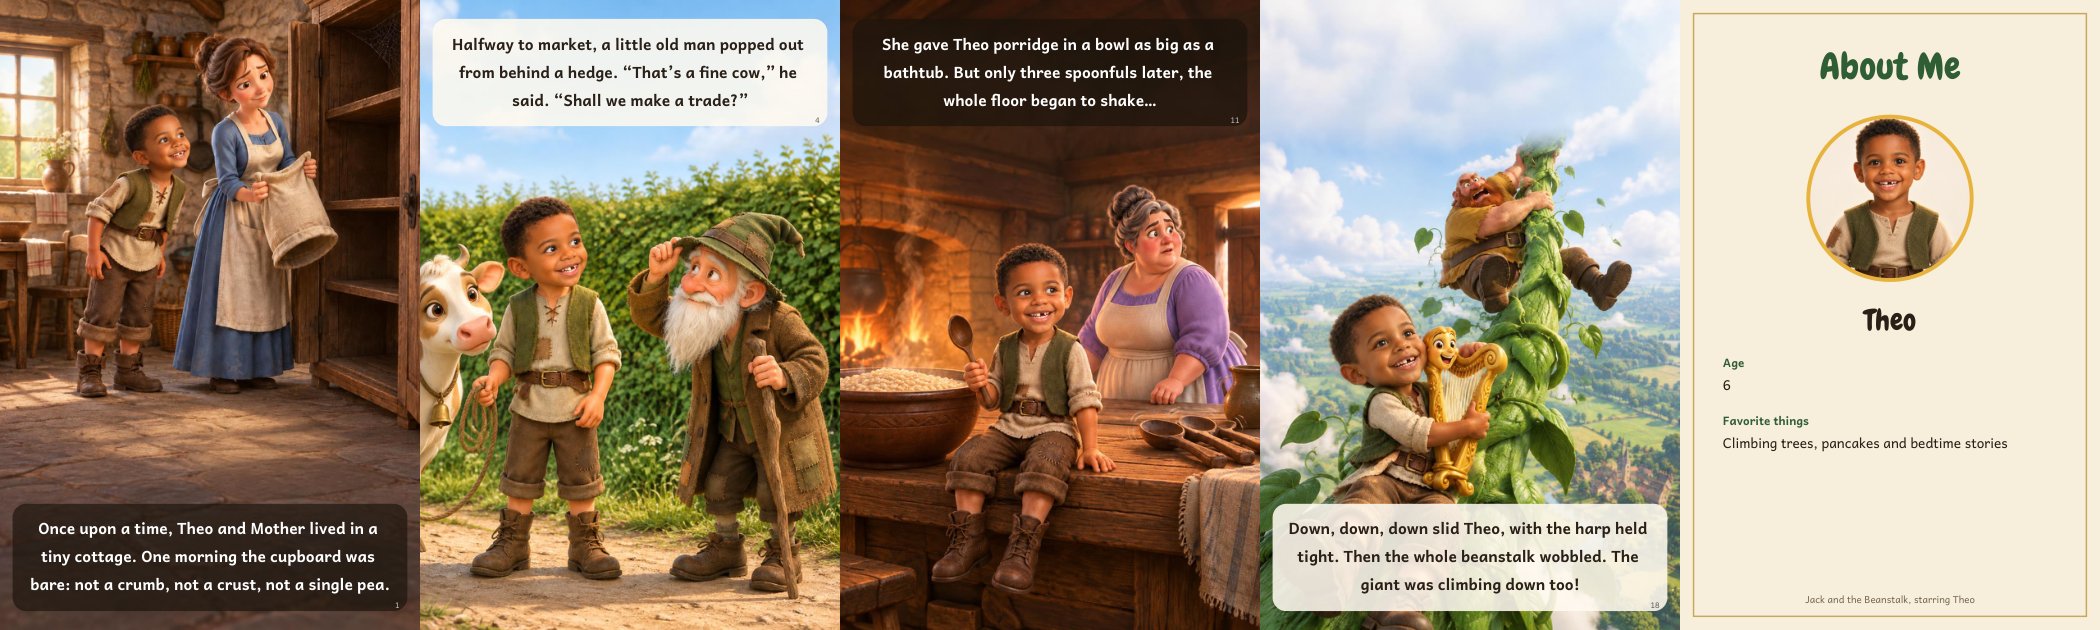 Once upon a time, Theo and Mother lived in a
tiny cottage. One morning the cupboard was
bare: not a crumb, not a crust, not a single pea.
1
Halfway to market, a little old man popped out
from behind a hedge. “That’s a fine cow,” he
said. “Shall we make a trade?”
4
She gave Theo porridge in a bowl as big as a
bathtub. But only three spoonfuls later, the
whole floor began to shake...
11
Down, down, down slid Theo, with the harp held
tight. Then the whole beanstalk wobbled. The
giant was climbing down too!
18
About Me
Theo
Age
6
Favorite things
Climbing trees, pancakes and bedtime stories
Jack and the Beanstalk, starring Theo